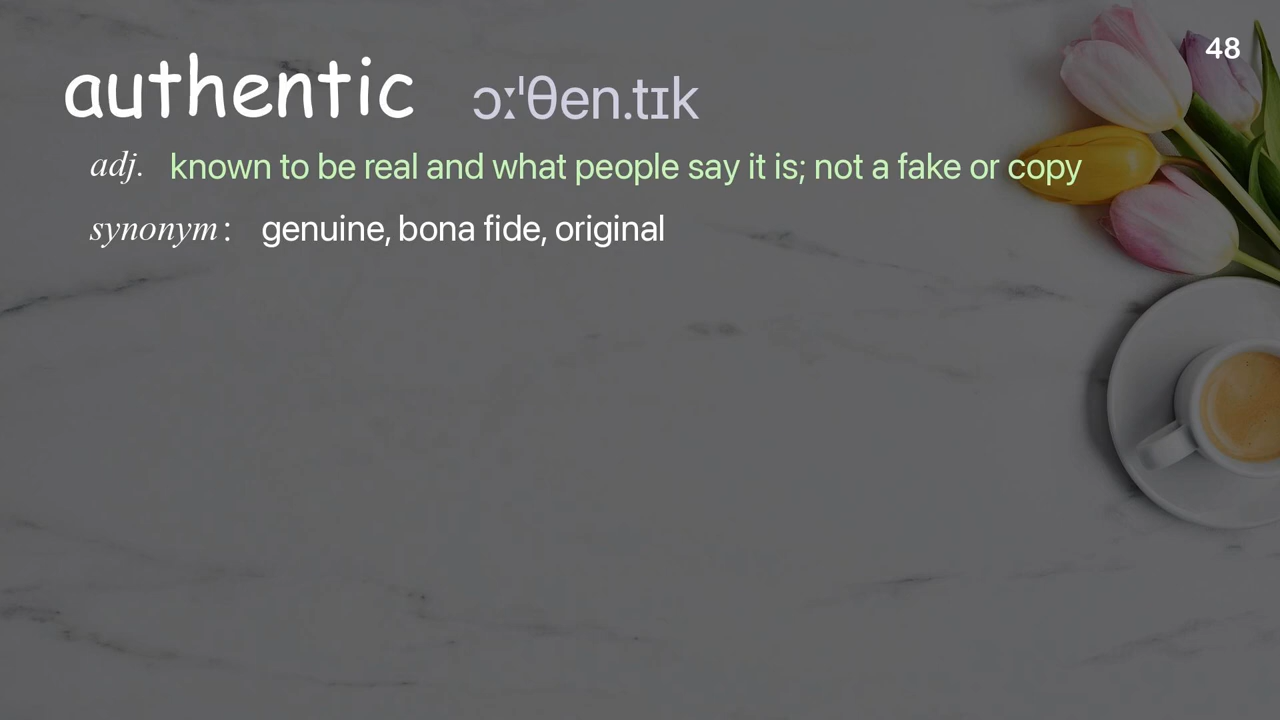 48
authentic ɔːˈθen.tɪk
adj. known to be real and what people say it is; not a fake or copy
synonym: genuine, bona fide, original